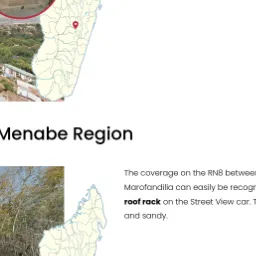 Menabe Region
The coverage on the RN8 between
Marofandilia can easily be recogn
roof rack on the Street View car. T
and sandy.